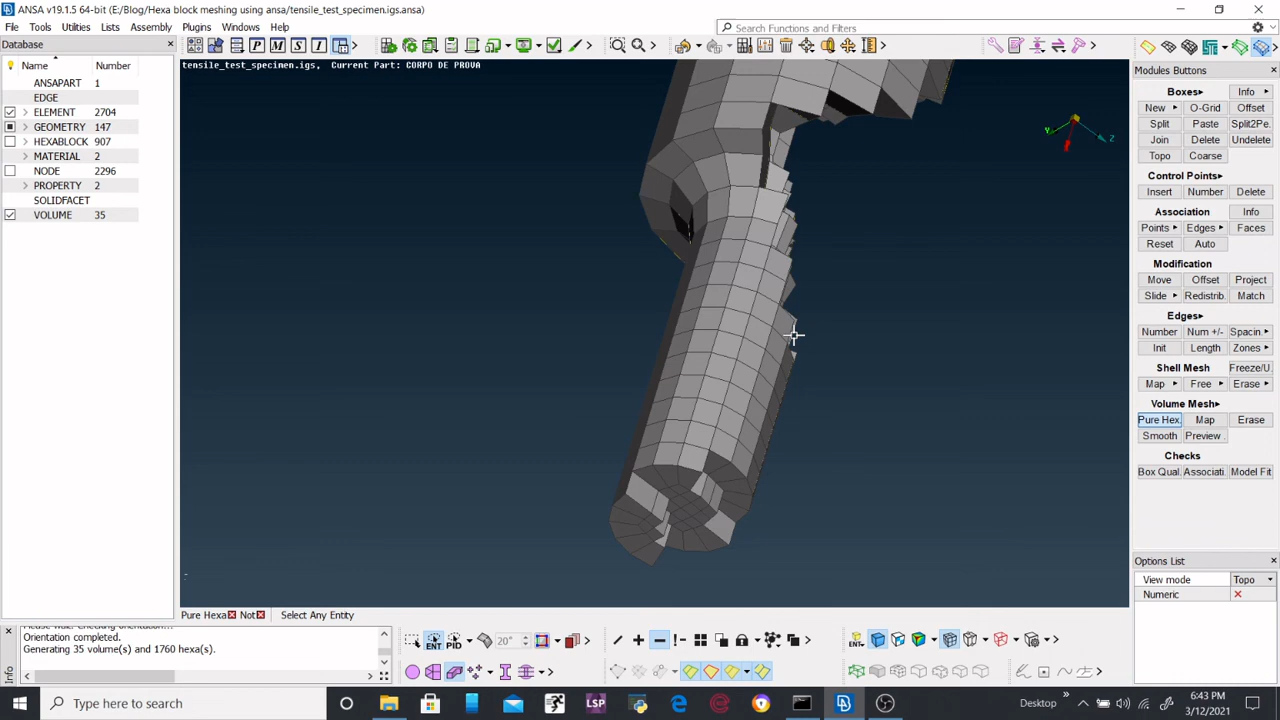 ANSA v19.1.5 64-bit (E:/Blog/Hexa block meshing using ansa/tensile_test_specimen.igs.ansa)
File Tools Utilities Lists Assembly Plugins Windows Help
Search Functions and Filters
Database
Modules Buttons
Name Number
ANSAPART 1
EDGE
ELEMENT 2704
GEOMETRY 147
HEXABLOCK 907
MATERIAL 2
NODE 2296
PROPERTY 2
SOLIDFACET
VOLUME 35
tensile_test_specimen.igs, Current Part: CORPO DE PROVA
Y
Z
Boxes Info
New O-Grid Offset
Split Paste Split2Pe.
Join Delete Undelete
Topo Coarse
Control Points
Insert Number Delete
Association Info
Points Edges Faces
Reset Auto
Modification
Move Offset Project
Slide Redistrib. Match
Edges
Number Num +/- Spacin.
Init Length Zones
Shell Mesh Freeze/U.
Map Free Erase
Volume Mesh
Pure Hex. Map Erase
Smooth Preview .
Checks
Box Qual. Associati. Model Fit
Options List
View mode Topo
Numeric
Pure Hexa Not Select Any Entity
Orientation completed.
Generating 35 volume(s) and 1760 hexa(s).
Info
ENT PID 20°
ENT
Type here to search
LSP
Desktop
6:43 PM
3/12/2021